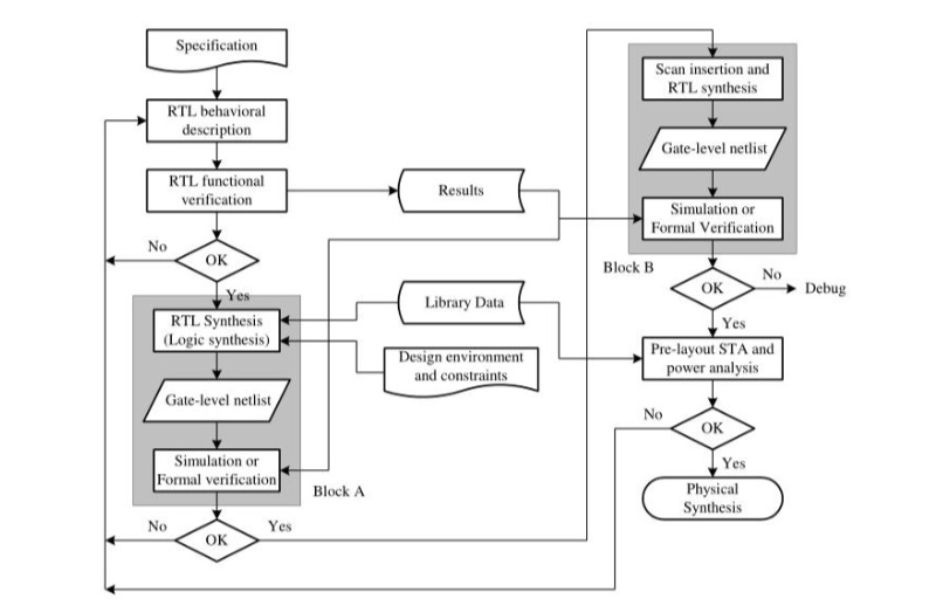 Specification
RTL behavioral
description
RTL functional
verification
No
OK
Yes
RTL Synthesis
(Logic synthesis)
Gate-level netlist
Simulation or
Formal verification
Block A
No
OK
Yes
Results
Library Data
Design environment
and constraints
Scan insertion and
RTL synthesis
Gate-level netlist
Simulation or
Formal Verification
Block B
OK
No
Debug
Yes
Pre-layout STA and
power analysis
No
OK
Yes
Physical
Synthesis